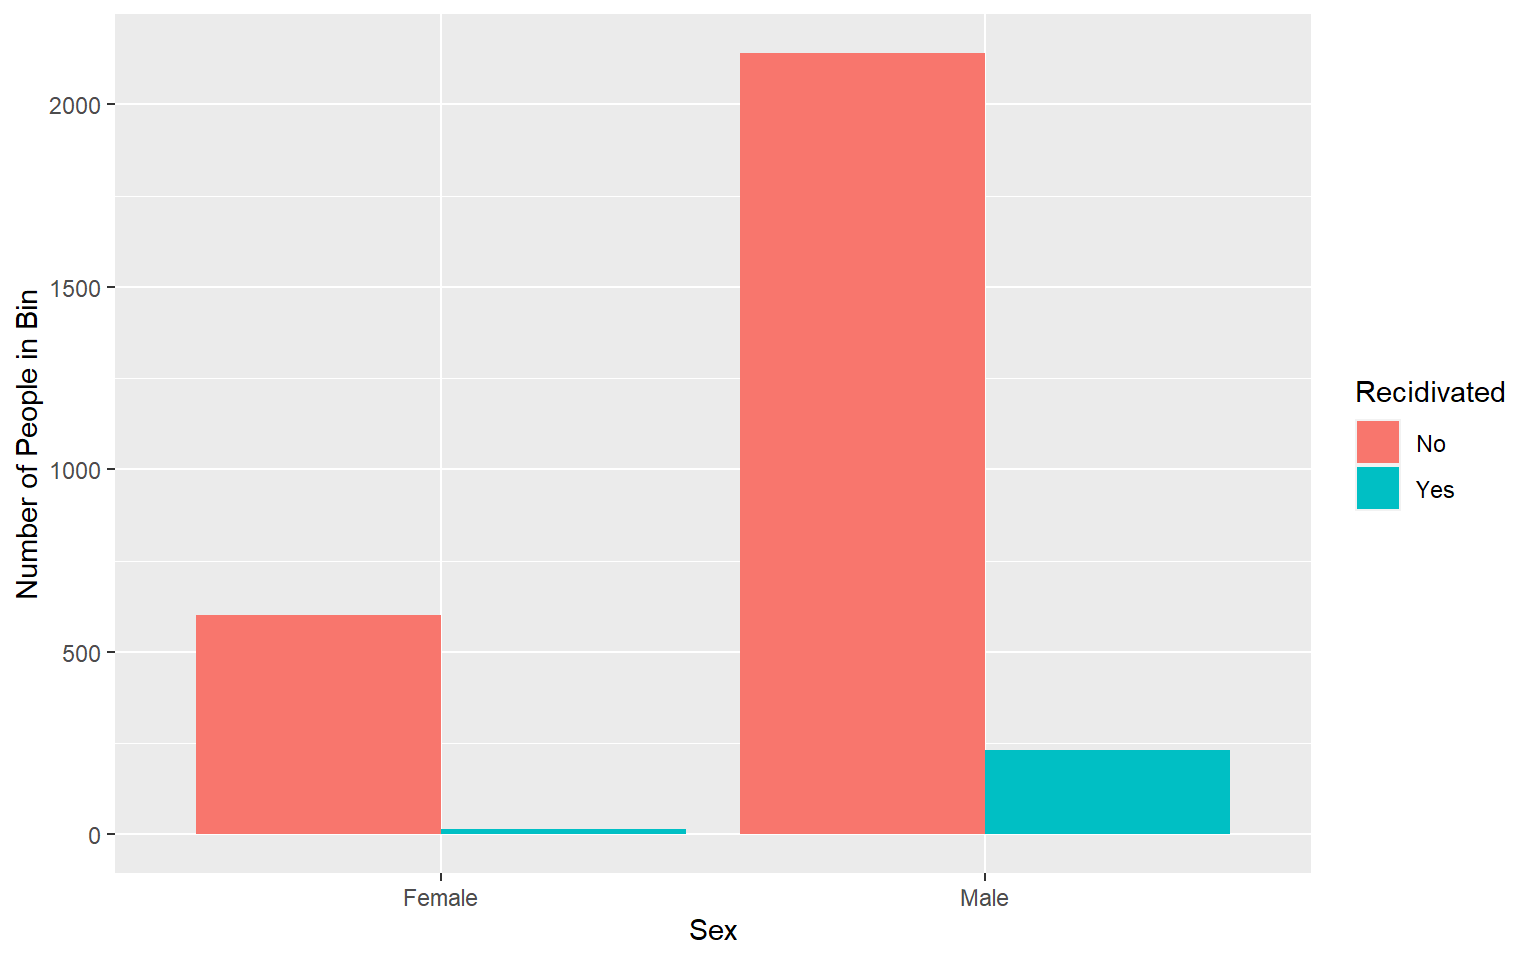 Number of People in Bin
2000
1500
1000
500
0
Female
Male
Sex
Recidivated
No
Yes